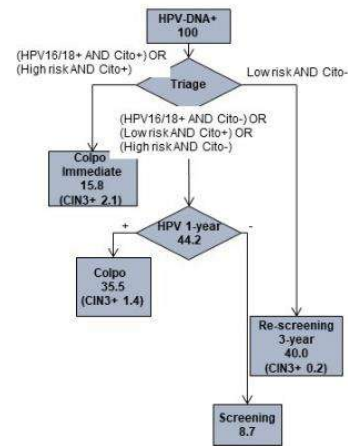 HPV-DNA+
100
(HPV16/18+ AND Cito+) OR
(High risk AND Cito+)
Triage
Low risk AND Cito-
(HPV16/18+ AND Cito-) OR
(Low risk AND Cito+) OR
(High risk AND Cito-)
Colpo
Immediate
15.8
(CIN3+ 2.1)
HPV 1-year
44.2
+
-
Colpo
35.5
(CIN3+ 1.4)
Re-screening
3-year
40.0
(CIN3+ 0.2)
Screening
8.7